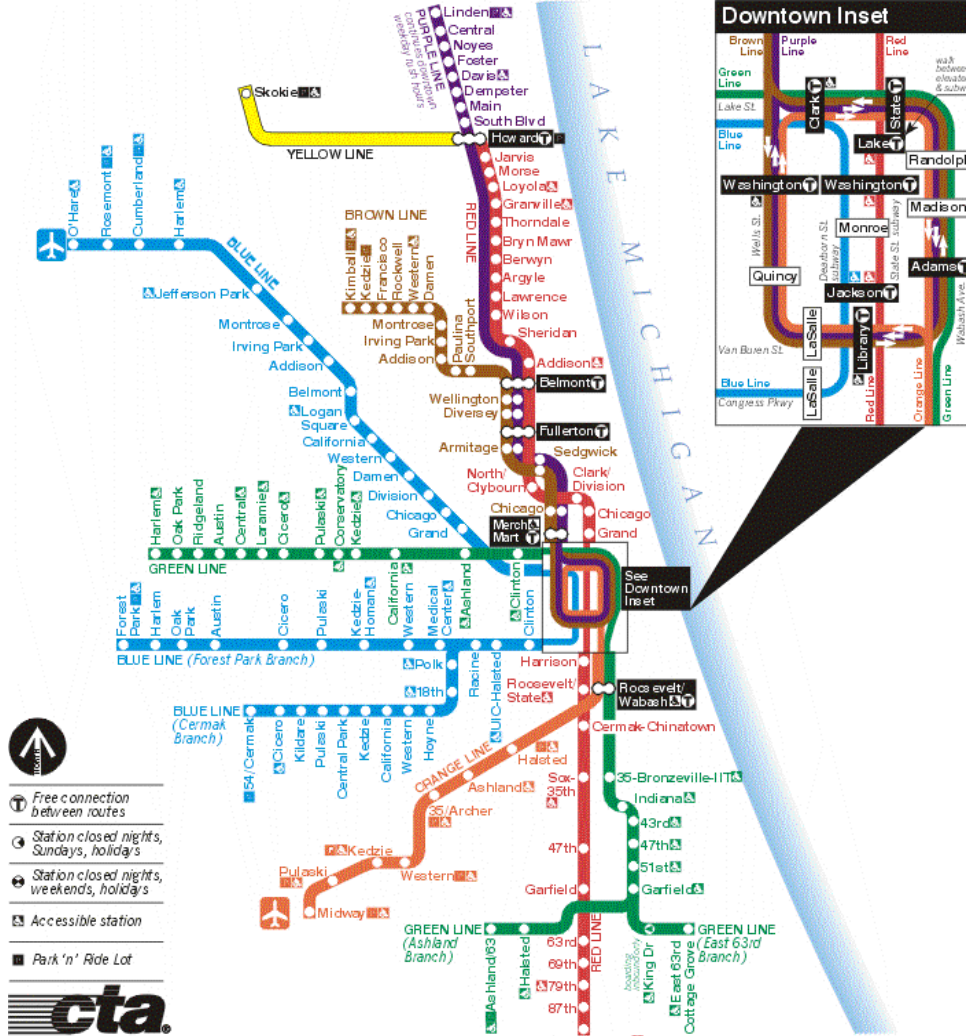 Linden
Central
Noyes
Foster
Davis
Dempster
Main
South Blvd
PURPLE LINE
continues downtown
weekday rush hours
Howard
Skokie
YELLOW LINE
LAKE MICHIGAN
Jarvis
Morse
Loyola
Granville
Thorndale
Bryn Mawr
Berwyn
Argyle
Lawrence
Wilson
Sheridan
Addison
RED LINE
Belmont
Fullerton
BROWN LINE
Kimball
Kedzie
Francisco
Rockwell
Western
Damen
Montrose
Irving Park
Addison
Paulina
Southport
Wellington
Diversey
Armitage
Sedgwick
North/
Clybourn
Clark/
Division
Chicago
Chicago
Merch
Mart
Grand
O'Hare
Rosemont
Cumberland
Harlem
BLUE LINE
Jefferson Park
Montrose
Irving Park
Addison
Belmont
Logan
Square
California
Western
Damen
Division
Chicago
Grand
Harlem
Oak Park
Ridgeland
Austin
Central
Laramie
Cicero
Pulaski
Conservatory
Kedzie
California
Ashland
Clinton
GREEN LINE
See
Downtown
Inset
Forest
Park
Harlem
Oak
Park
Austin
Cicero
Pulaski
Kedzie-
Homan
Western
Medical
Center
Racine
UIC-Halsted
Clinton
BLUE LINE (Forest Park Branch)
Polk
18th
BLUE LINE
(Cermak
Branch)
54/Cermak
Cicero
Kildare
Pulaski
Central Park
Kedzie
California
Western
Hoyne
Harrison
Roosevelt/
State
Roosevelt/
Wabash
Cermak-Chinatown
ORANGE LINE
Halsted
Ashland
35/Archer
Western
Kedzie
Pulaski
Midway
Sox-
35th
47th
Garfield
63rd
69th
79th
87th
RED LINE
35-Bronzeville-IIT
Indiana
43rd
47th
51st
Garfield
GREEN LINE
(Ashland
Branch)
Ashland/63
Halsted
GREEN LINE
(East 63rd
Branch)
boarding
inbound only
King Dr
East 63rd
Cottage Grove
Downtown Inset
Brown
Line
Purple
Line
Red
Line
Green
Line
Lake St.
Blue
Line
Clark
State
Lake
Randolph
Washington
Washington
Madison
Monroe
Wells St.
Dearborn St.
subway
State St. subway
Quincy
Adams
Jackson
Wabash Ave.
LaSalle
Library
Van Buren St.
Blue Line
Congress Pkwy
LaSalle
Red Line
Orange Line
Green Line
Free connection
between routes
Station closed nights,
Sundays, holidays
Station closed nights,
weekends, holidays
Accessible station
Park 'n' Ride Lot
cta